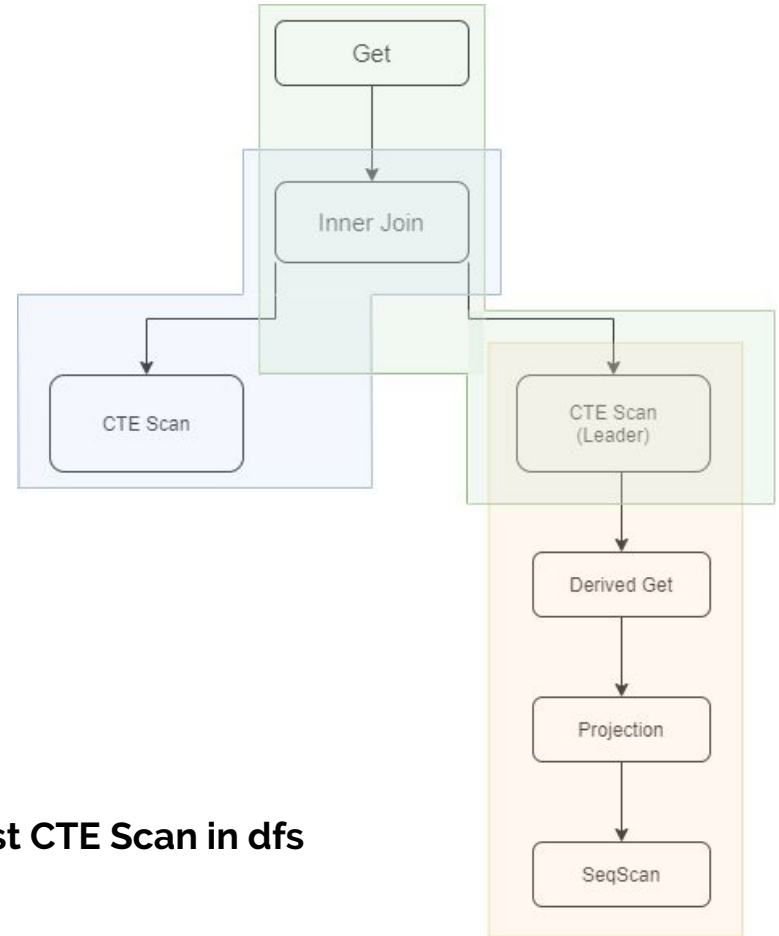 Get
Inner Join
CTE Scan
CTE Scan
(Leader)
Derived Get
Projection
SeqScan
st CTE Scan in dfs